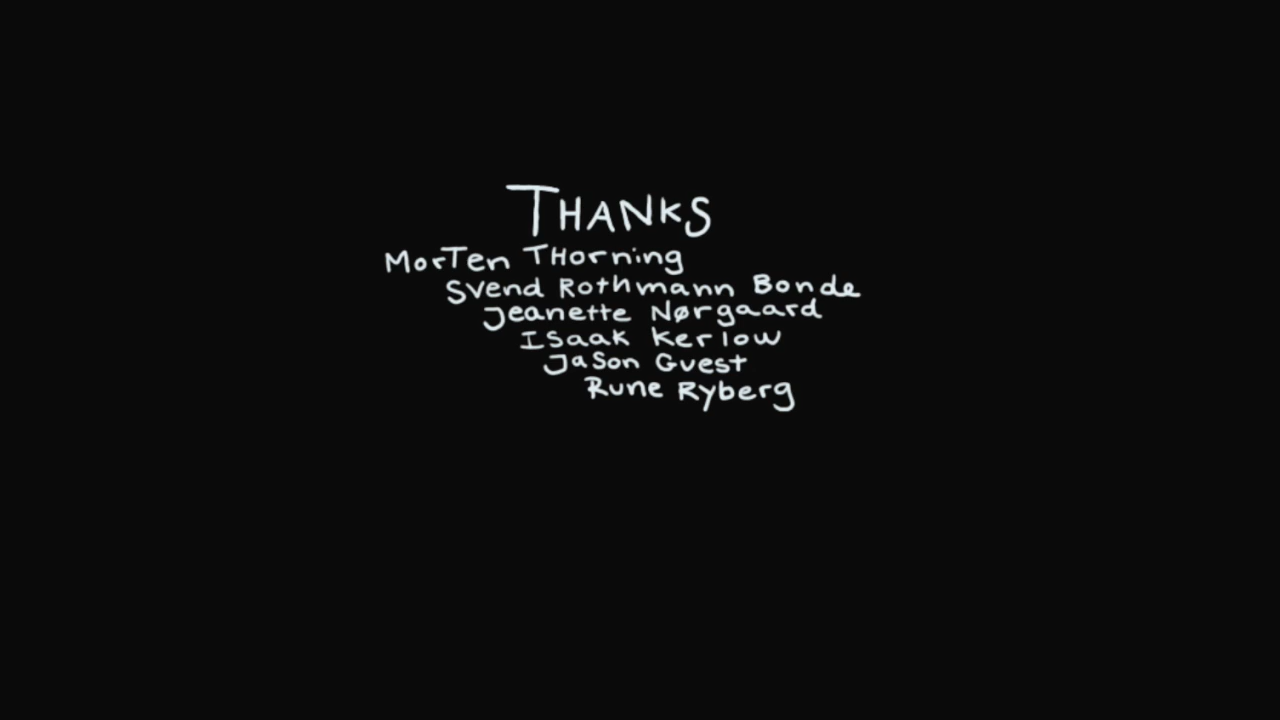 THANKS
MorTen THorning
Svend Rothmann Bonde
Jeanette Nørgaard
Isaak Kerlow
Jason Guest
Rune Ryberg